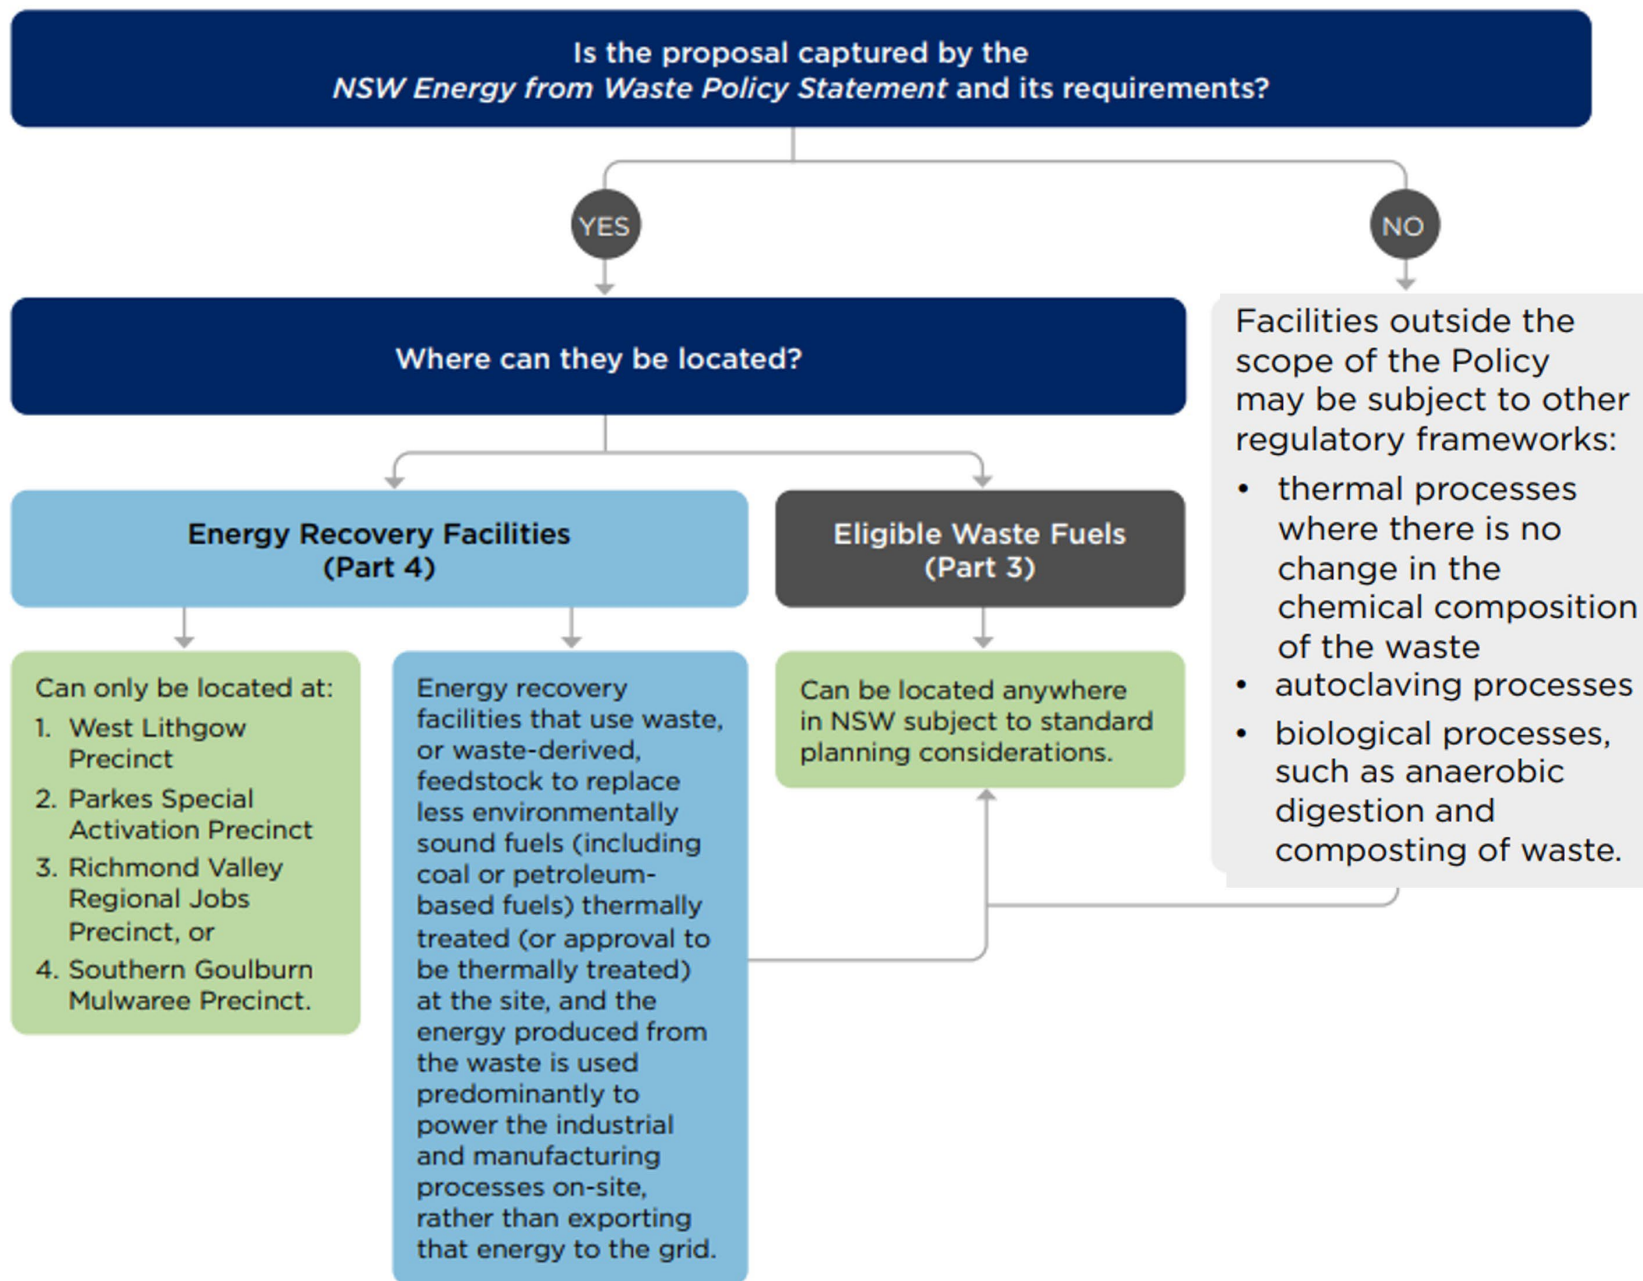 Is the proposal captured by the
NSW Energy from Waste Policy Statement and its requirements?
YES
NO
Where can they be located?
Energy Recovery Facilities
(Part 4)
Eligible Waste Fuels
(Part 3)
Can only be located at:
1. West Lithgow
Precinct
2. Parkes Special
Activation Precinct
3. Richmond Valley
Regional Jobs
Precinct, or
4. Southern Goulburn
Mulwaree Precinct.
Energy recovery
facilities that use waste,
or waste-derived,
feedstock to replace
less environmentally
sound fuels (including
coal or petroleum-
based fuels) thermally
treated (or approval to
be thermally treated)
at the site, and the
energy produced from
the waste is used
predominantly to
power the industrial
and manufacturing
processes on-site,
rather than exporting
that energy to the grid.
Can be located anywhere
in NSW subject to standard
planning considerations.
Facilities outside the
scope of the Policy
may be subject to other
regulatory frameworks:
• thermal processes
where there is no
change in the
chemical composition
of the waste
• autoclaving processes
• biological processes,
such as anaerobic
digestion and
composting of waste.